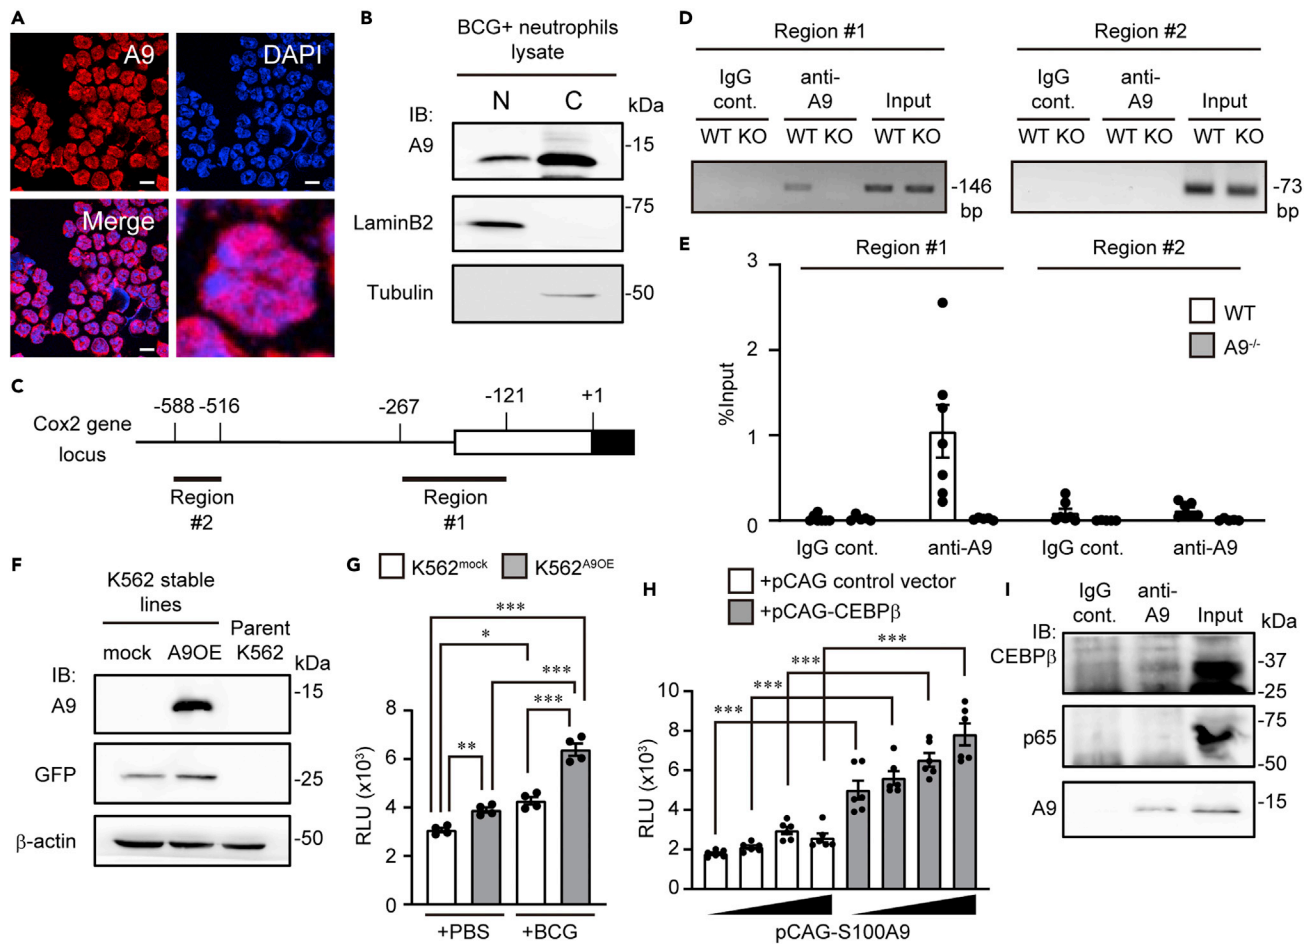 A
A9
DAPI
Merge
B
BCG+ neutrophils
lysate
N C
IB:
kDa
A9
-15
-75
LaminB2
Tubulin
-50
C
-588 -516
-267
-121
+1
Cox2 gene
locus
Region
#2
Region
#1
D
Region #1
Region #2
IgG
cont.
anti-
A9
Input
IgG
cont.
anti-
A9
Input
WT KO WT KO WT KO
WT KO WT KO WT KO
-146
bp
-73
bp
E
Region #1
Region #2
3
2
1
0
%Input
WT
A9-/-
IgG cont.
anti-A9
IgG cont.
anti-A9
F
K562 stable
lines
Parent
K562
mock A9OE
kDa
IB:
A9
-15
GFP
-25
β-actin
-50
G
K562mock
K562A9OE
***
*
***
***
**
8
6
4
2
0
RLU (x10³)
+PBS
+BCG
H
+pCAG control vector
+pCAG-CEBPβ
***
***
***
***
10
8
6
4
2
0
RLU (x10³)
pCAG-S100A9
I
IgG
cont.
anti-
A9
Input
kDa
IB:
CEBPβ
-37
-25
-75
p65
-50
A9
-15